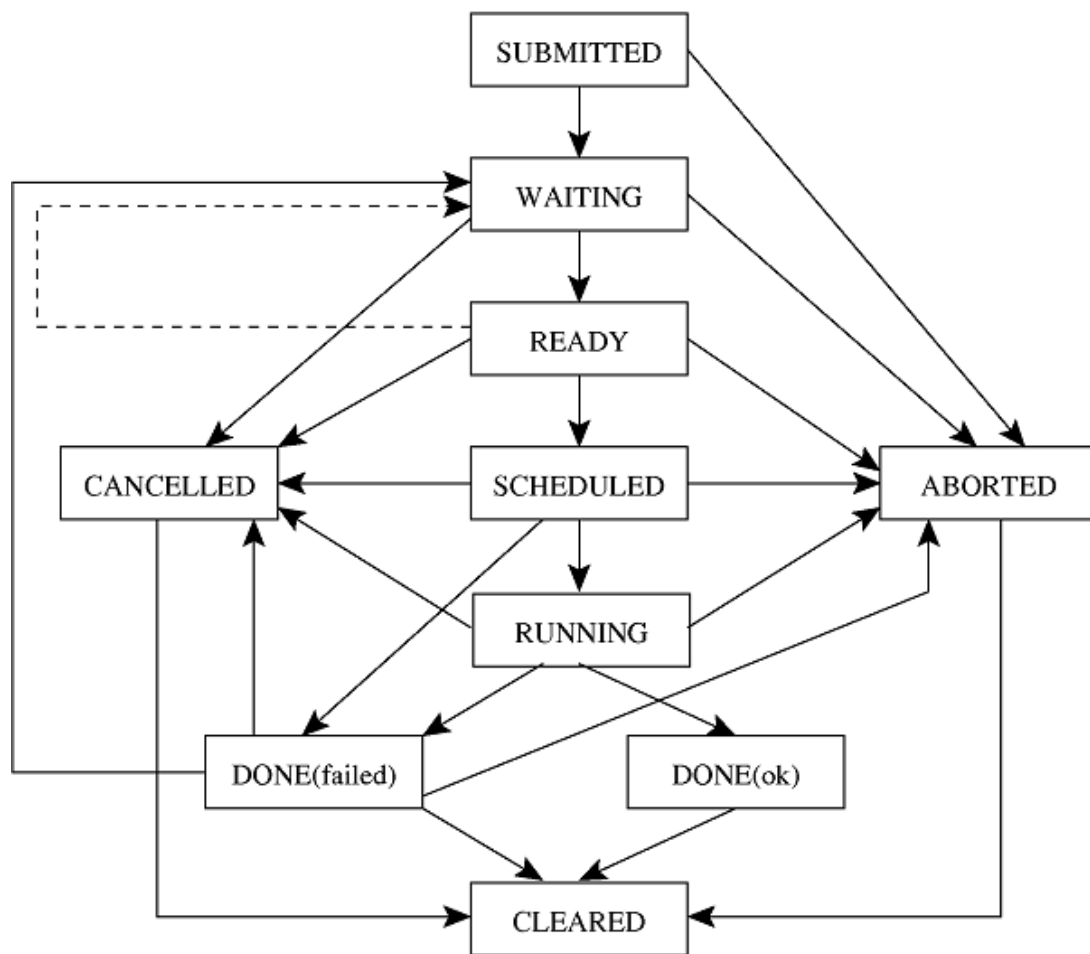 SUBMITTED
WAITING
READY
CANCELLED
SCHEDULED
ABORTED
RUNNING
DONE(failed)
DONE(ok)
CLEARED